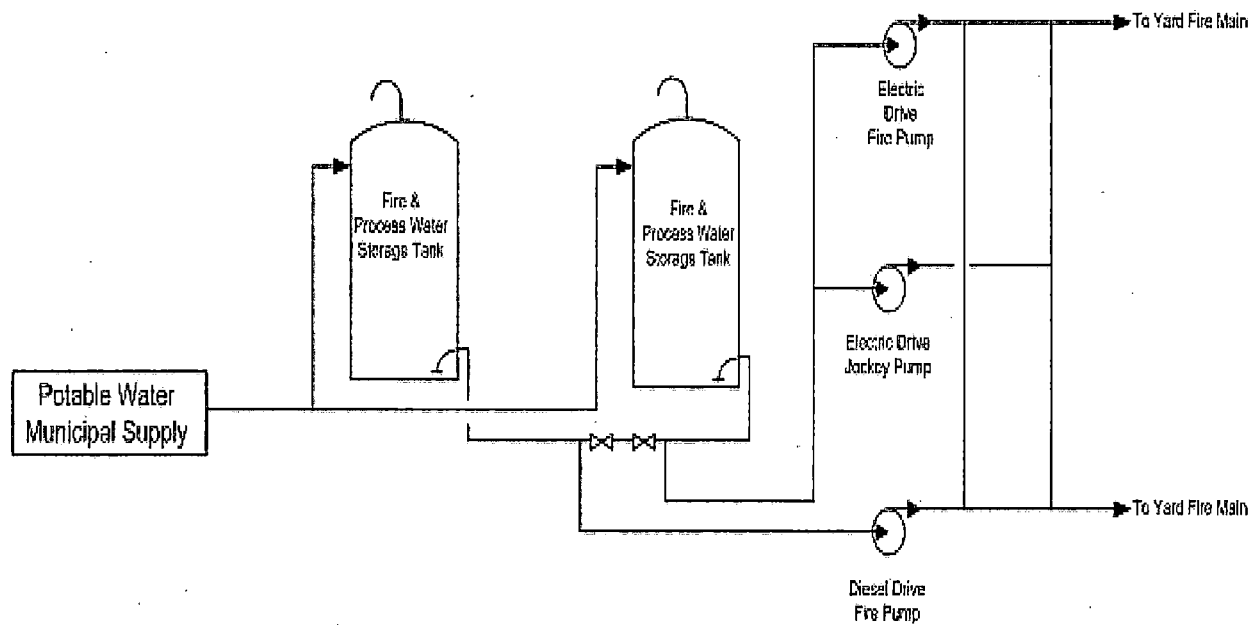 To Yard Fire Main
Electric
Drive
Fire Pump
Fire &
Process Water
Storage Tank
Fire &
Process Water
Storage Tank
Electric Drive
Jockey Pump
Potable Water
Municipal Supply
To Yard Fire Main
Diesel Drive
Fire Pump